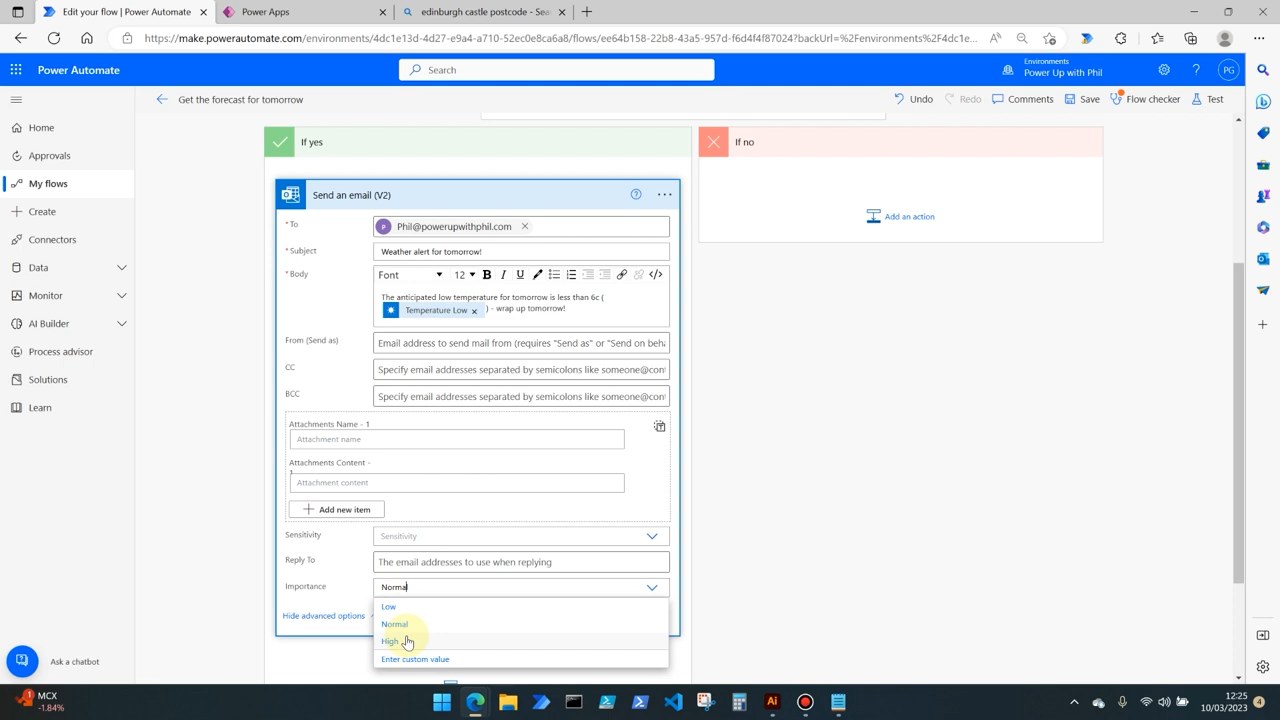 Edit your flow | Power Automate
Power Apps
edinburgh castle postcode - Sea
https://make.powerautomate.com/environments/4dc1e13d-4d27-e9a4-a710-52ec0e8ca6a8/flows/ee64b158-22b8-43a5-957d-f6d4f4f87024?backUrl=%2Fenvironments%2F4dc1e...
Power Automate
Search
Environments
Power Up with Phil
PG
Get the forecast for tomorrow
Undo
Redo
Comments
Save
Flow checker
Test
Home
Approvals
My flows
Create
Connectors
Data
Monitor
AI Builder
Process advisor
Solutions
Learn
Ask a chatbot
If yes
If no
Add an action
Send an email (V2)
* To
P
Phil@powerupwithphil.com
* Subject
Weather alert for tomorrow!
* Body
Font
12
B I U
</>
The anticipated low temperature for tomorrow is less than 6c (
Temperature Low ) - wrap up tomorrow!
From (Send as)
Email address to send mail from (requires "Send as" or "Send on beha
CC
Specify email addresses separated by semicolons like someone@con
BCC
Specify email addresses separated by semicolons like someone@con
Attachments Name - 1
Attachment name
Attachments Content -
1
Attachment content
Add new item
Sensitivity
Sensitivity
Reply To
The email addresses to use when replying
Importance
Normal
Hide advanced options
Low
Normal
High
Enter custom value
MCX
-1.84%
Ai
12:25
10/03/2023
4